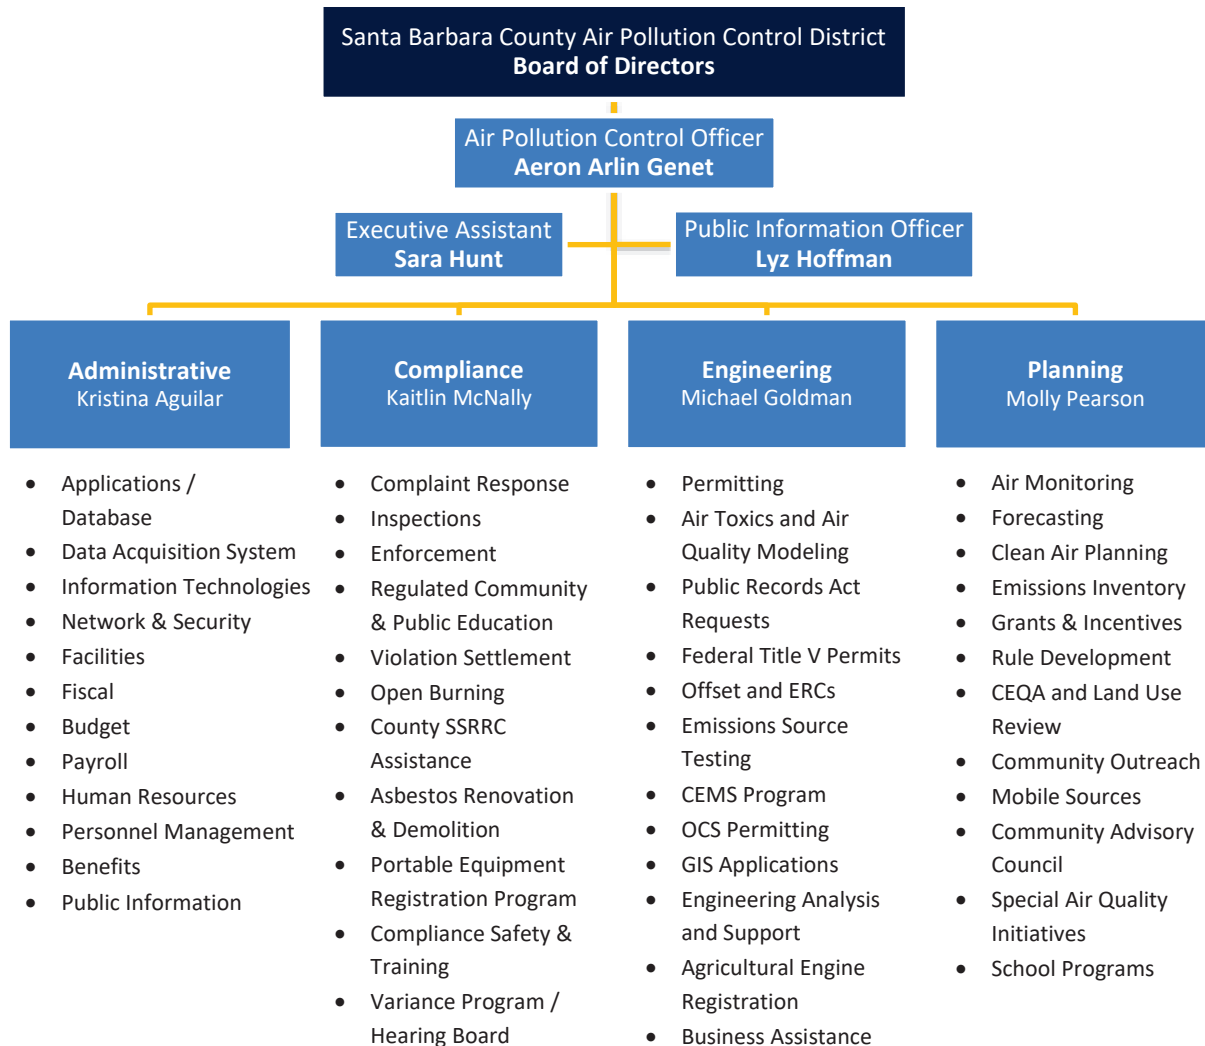 Santa Barbara County Air Pollution Control District
Board of Directors
Air Pollution Control Officer
Aeron Arlin Genet
Executive Assistant
Sara Hunt
Public Information Officer
Lyz Hoffman
Administrative
Kristina Aguilar
• Applications /
Database
• Data Acquisition System
• Information Technologies
• Network & Security
• Facilities
• Fiscal
• Budget
• Payroll
• Human Resources
• Personnel Management
• Benefits
• Public Information
Compliance
Kaitlin McNally
• Complaint Response
• Inspections
• Enforcement
• Regulated Community
& Public Education
• Violation Settlement
• Open Burning
• County SSRRC
Assistance
• Asbestos Renovation
& Demolition
• Portable Equipment
Registration Program
• Compliance Safety &
Training
• Variance Program /
Hearing Board
Engineering
Michael Goldman
• Permitting
• Air Toxics and Air
Quality Modeling
• Public Records Act
Requests
• Federal Title V Permits
• Offset and ERCs
• Emissions Source
Testing
• CEMS Program
• OCS Permitting
• GIS Applications
• Engineering Analysis
and Support
• Agricultural Engine
Registration
• Business Assistance
Planning
Molly Pearson
• Air Monitoring
• Forecasting
• Clean Air Planning
• Emissions Inventory
• Grants & Incentives
• Rule Development
• CEQA and Land Use
Review
• Community Outreach
• Mobile Sources
• Community Advisory
Council
• Special Air Quality
Initiatives
• School Programs